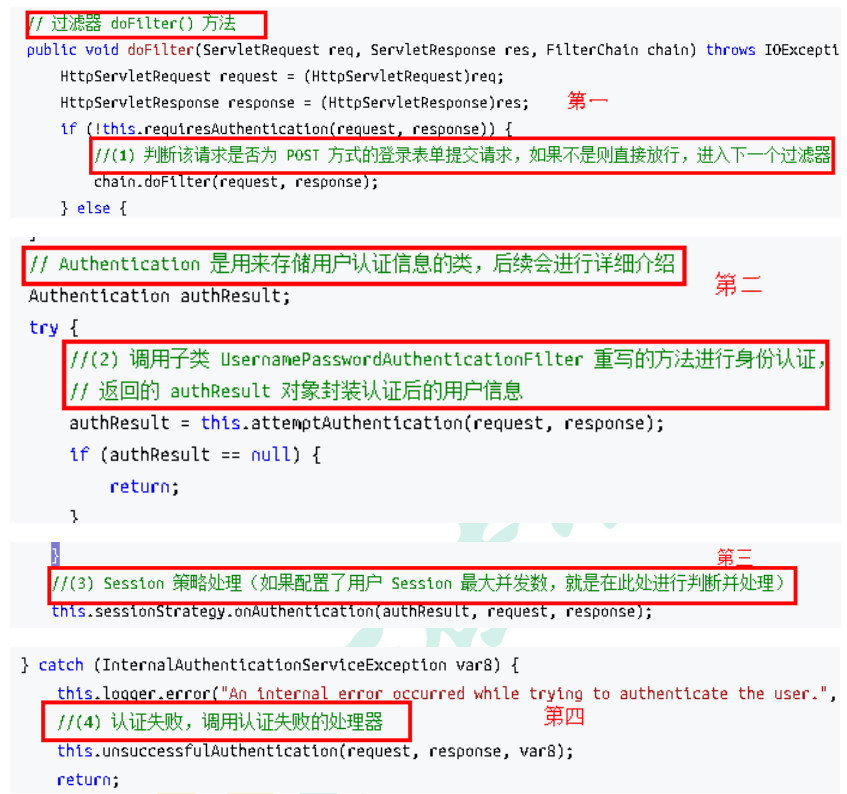 // 过滤器 doFilter() 方法
public void doFilter(ServletRequest req, ServletResponse res, FilterChain chain) throws IOExcepti
HttpServletRequest request = (HttpServletRequest)req;
HttpServletResponse response = (HttpServletResponse)res; 第一
if (!this.requiresAuthentication(request, response)) {
//(1) 判断该请求是否为 POST 方式的登录表单提交请求，如果不是则直接放行，进入下一个过滤器
chain.doFilter(request, response);
} else {
// Authentication 是用来存储用户认证信息的类，后续会进行详细介绍
第二
Authentication authResult;
try {
//(2) 调用子类 UsernamePasswordAuthenticationFilter 重写的方法进行身份认证，
// 返回的 authResult 对象封装认证后的用户信息
authResult = this.attemptAuthentication(request, response);
if (authResult == null) {
return;
}
} 第三
//(3) Session 策略处理（如果配置了用户 Session 最大并发数，就是在此处进行判断并处理）
this.sessionStrategy.onAuthentication(authResult, request, response);
} catch (InternalAuthenticationServiceException var8) {
this.logger.error("An internal error occurred while trying to authenticate the user.",
//(4) 认证失败，调用认证失败的处理器 第四
this.unsuccessfulAuthentication(request, response, var8);
return;